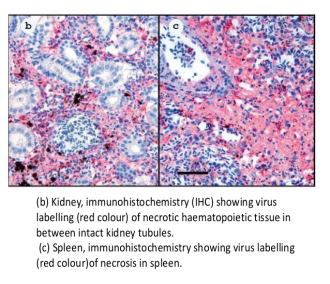 b
c
(b) Kidney, immunohistochemistry (IHC) showing virus
labelling (red colour) of necrotic haematopoietic tissue in
between intact kidney tubules.
(c) Spleen, immunohistochemistry showing virus labelling
(red colour)of necrosis in spleen.